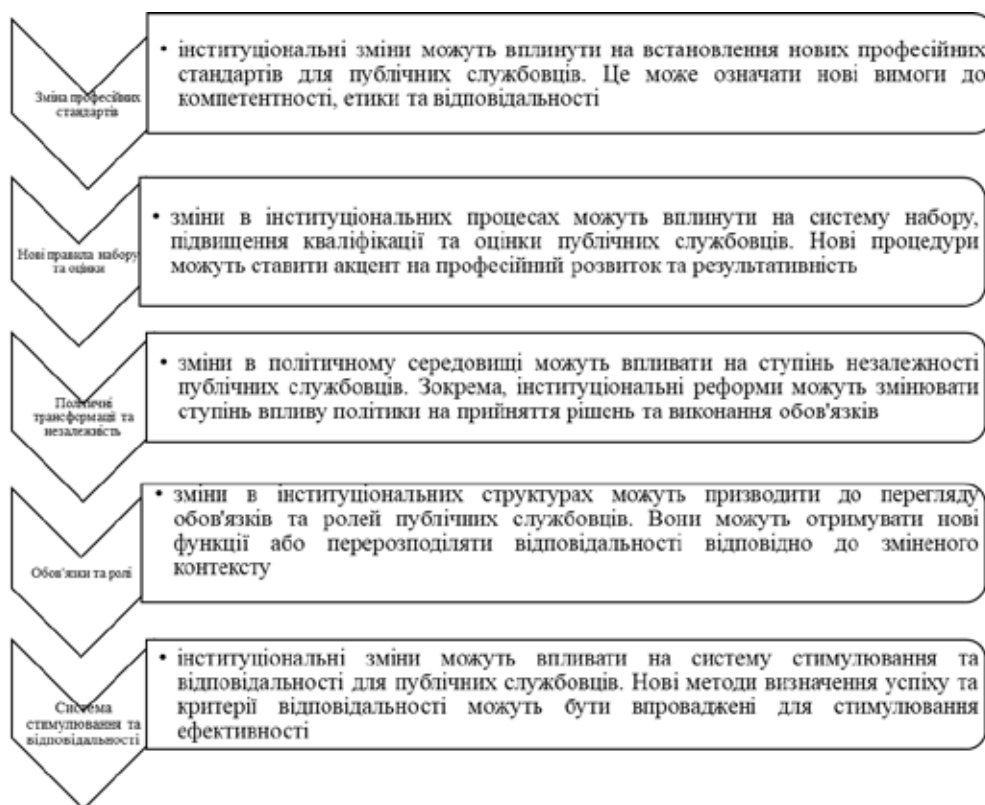 Зміна професійних
стандартів
• інституціональні зміни можуть вплинути на встановлення нових професійних
стандартів для публічних службовців. Це може означати нові вимоги до
компетентності, етики та відповідальності
Нові правила набору
та оцінки
• зміни в інституціональних процесах можуть вплинути на систему набору,
підвищення кваліфікації та оцінки публічних службовців. Нові процедури
можуть ставити акцент на професійний розвиток та результативність
Політичні
трансформації та
незалежність
• зміни в політичному середовищі можуть впливати на ступінь незалежності
публічних службовців. Зокрема, інституціональні реформи можуть змінювати
ступінь впливу політики на прийняття рішень та виконання обов'язків
Обов'язки та ролі
• зміни в інституціональних структурах можуть призводити до перегляду
обов'язків та ролей публічних службовців. Вони можуть отримувати нові
функції або перерозподіляти відповідальності відповідно до зміненого
контексту
Система
стимулювання та
відповідальності
• інституціональні зміни можуть впливати на систему стимулювання та
відповідальності для публічних службовців. Нові методи визначення успіху та
критерії відповідальності можуть бути впроваджені для стимулювання
ефективності